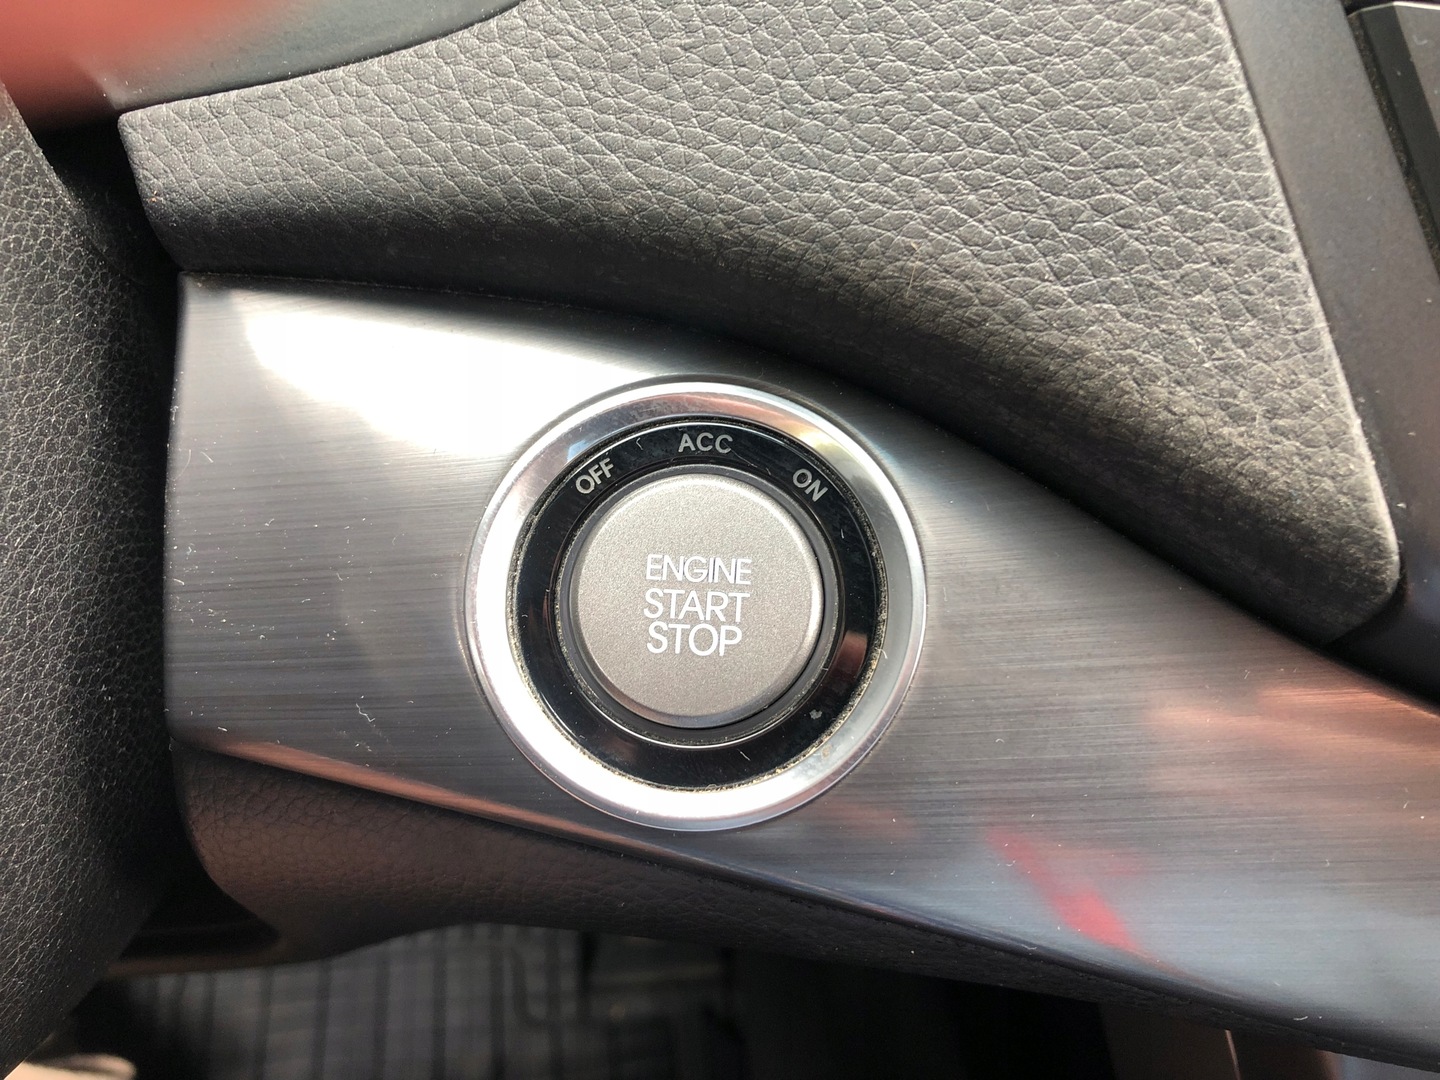 OFF
ACC
ON
ENGINE
START
STOP